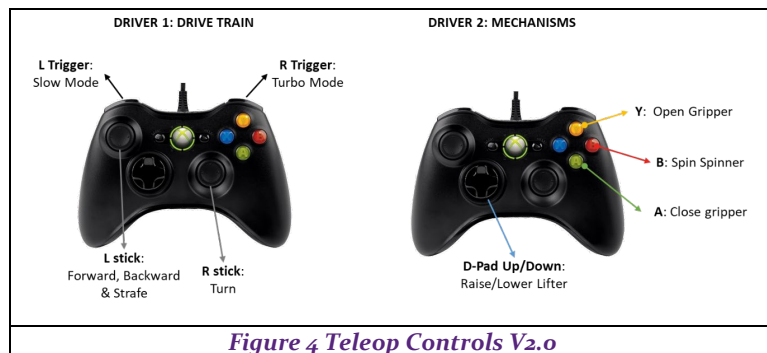 DRIVER 1: DRIVE TRAIN
L Trigger:
Slow Mode
R Trigger:
Turbo Mode
L stick:
Forward, Backward
& Strafe
R stick:
Turn
DRIVER 2: MECHANISMS
Y: Open Gripper
B: Spin Spinner
A: Close gripper
D-Pad Up/Down:
Raise/Lower Lifter
Figure 4 Teleop Controls V2.0